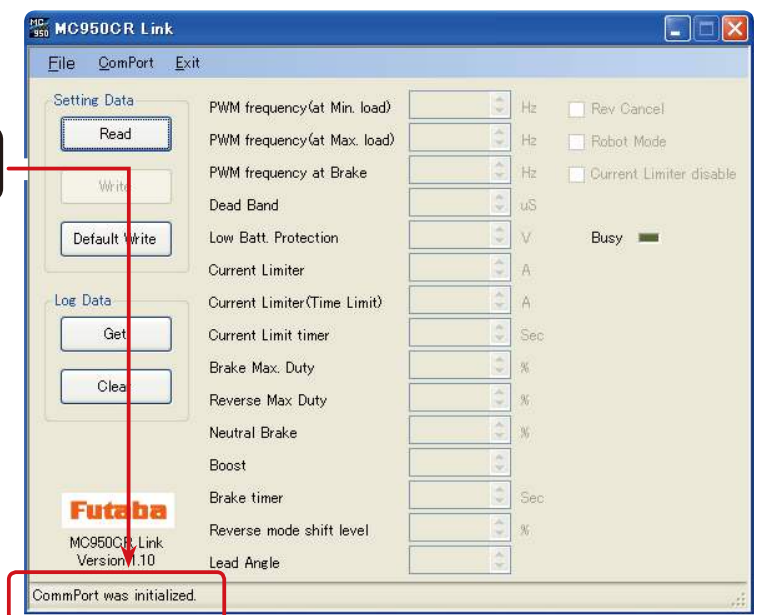 MC-950 MC950CR Link
File ComPort Exit
Setting Data
Read
Write
Default Write
Log Data
Get
Clear
PWM frequency(at Min. load) Hz
PWM frequency(at Max. load) Hz
PWM frequency at Brake Hz
Dead Band uS
Low Batt. Protection V
Current Limiter A
Current Limiter(Time Limit) A
Current Limit timer Sec
Brake Max. Duty %
Reverse Max Duty %
Neutral Brake %
Boost
Brake timer Sec
Reverse mode shift level %
Lead Angle
Rev Cancel
Robot Mode
Current Limiter disable
Busy
Futaba
MC950CR Link
Version 1.10
CommPort was initialized.